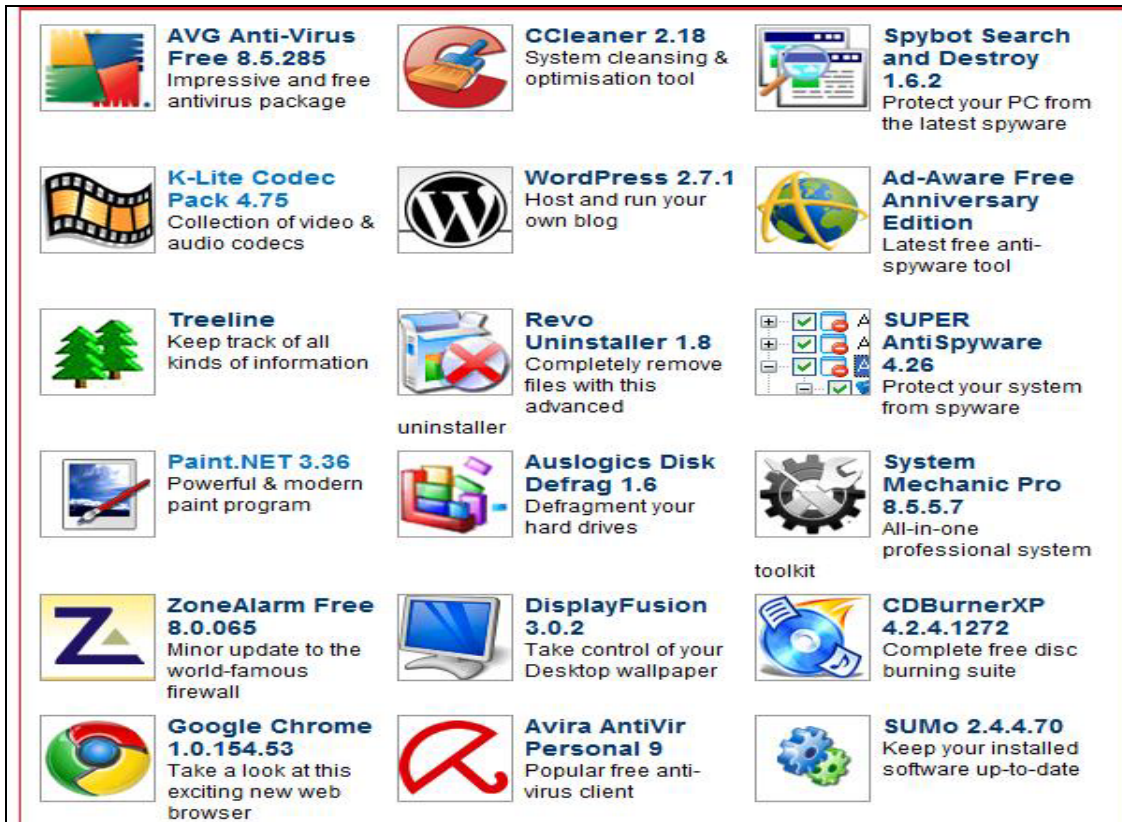 AVG Anti-Virus
Free 8.5.285
Impressive and free
antivirus package
CCleaner 2.18
System cleansing &
optimisation tool
Spybot Search
and Destroy
1.6.2
Protect your PC from
the latest spyware
K-Lite Codec
Pack 4.75
Collection of video &
audio codecs
WordPress 2.7.1
Host and run your
own blog
Ad-Aware Free
Anniversary
Edition
Latest free anti-
spyware tool
Treeline
Keep track of all
kinds of information
Revo
Uninstaller 1.8
Completely remove
files with this
advanced
uninstaller
SUPER
AntiSpyware
4.26
Protect your system
from spyware
Paint.NET 3.36
Powerful & modern
paint program
Auslogics Disk
Defrag 1.6
Defragment your
hard drives
System
Mechanic Pro
8.5.5.7
All-in-one
professional system
toolkit
ZoneAlarm Free
8.0.065
Minor update to the
world-famous
firewall
DisplayFusion
3.0.2
Take control of your
Desktop wallpaper
CDBurnerXP
4.2.4.1272
Complete free disc
burning suite
Google Chrome
1.0.154.53
Take a look at this
exciting new web
browser
Avira AntiVir
Personal 9
Popular free anti-
virus client
SUMo 2.4.4.70
Keep your installed
software up-to-date